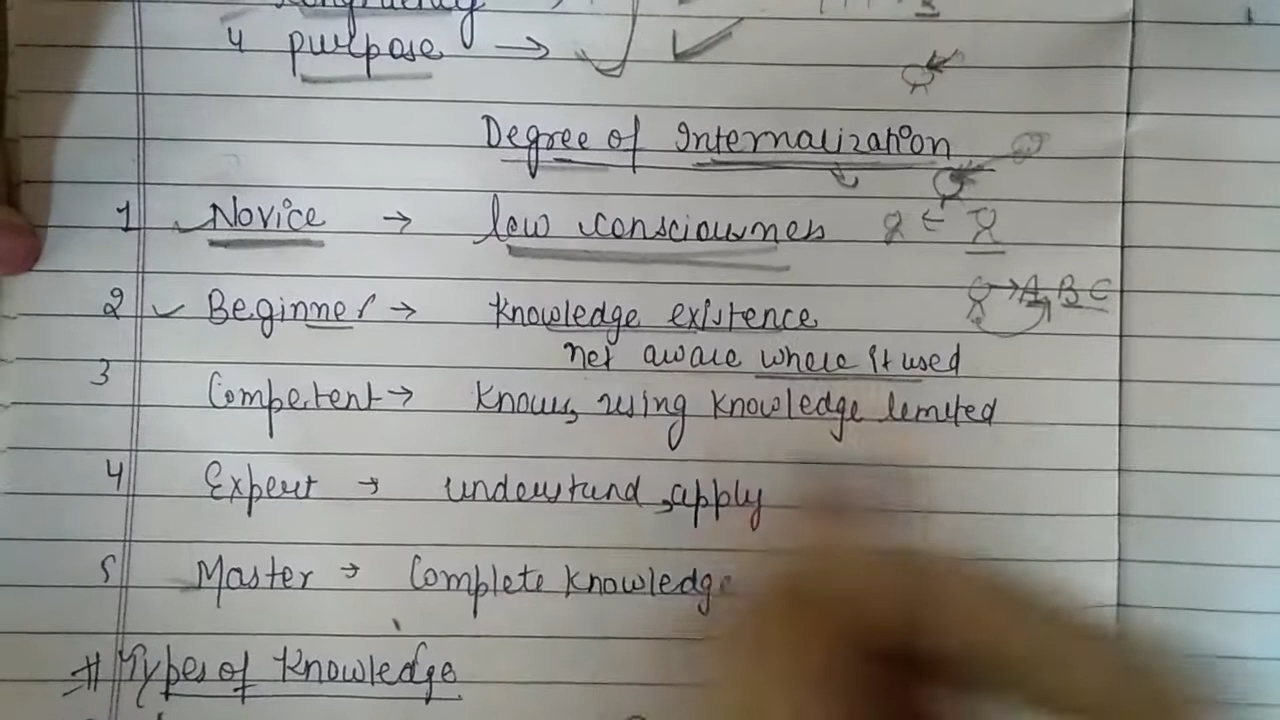 4 purpose →
Degree of Internalization
1 Novice → low consciousness
2 Beginner → Knowledge existence → A B C
not aware where it used
3 Competent → Knows, using knowledge limited
4 Expert → understand, apply
5 Master → Complete knowledge
# Types of Knowledge